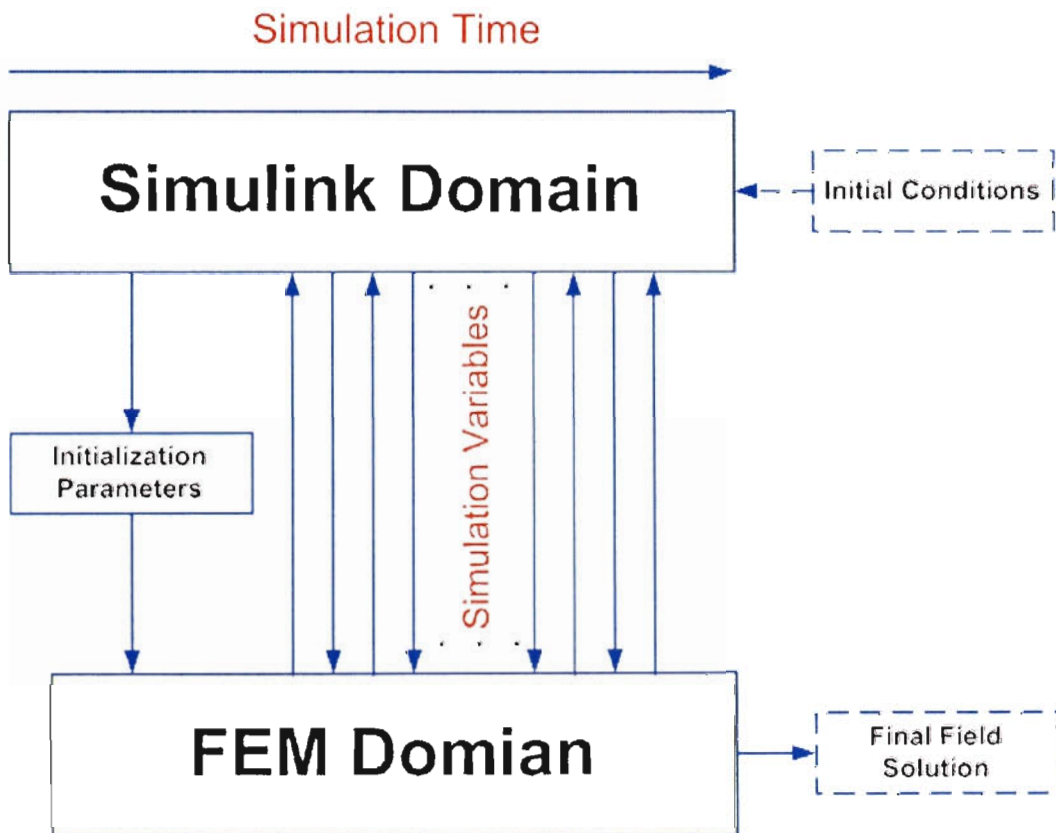 Simulation Time
Simulink Domain
Initial Conditions
Simulation Variables
Initialization
Parameters
FEM Domian
Final Field
Solution